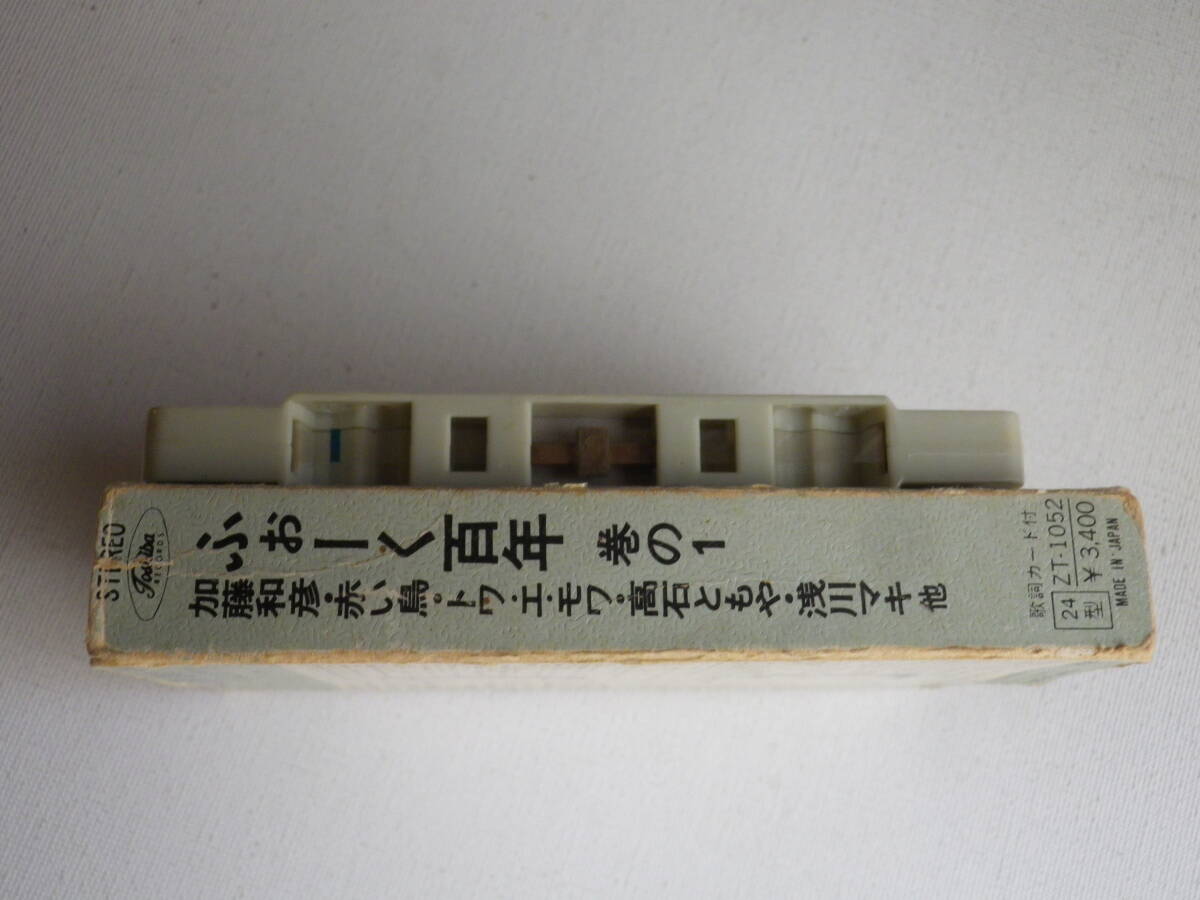 STEREO
Toshiba
RECORDS
ふぉーく百年 巻の1
加藤和彦・赤い鳥・トワ・エ・モワ・高石ともや・浅川マキ他
歌詞カード付
24型
ZT-1052
¥3,400
MADE IN JAPAN